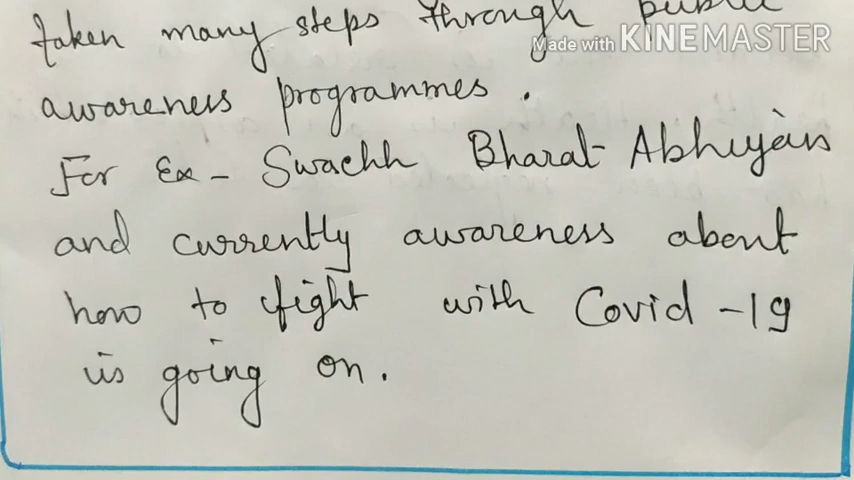 taken many steps through public
Made with KINEMASTER
awareness programmes.
For Ex - Swachh Bharat Abhiyan
and currently awareness about
how to fight with Covid-19
is going on.